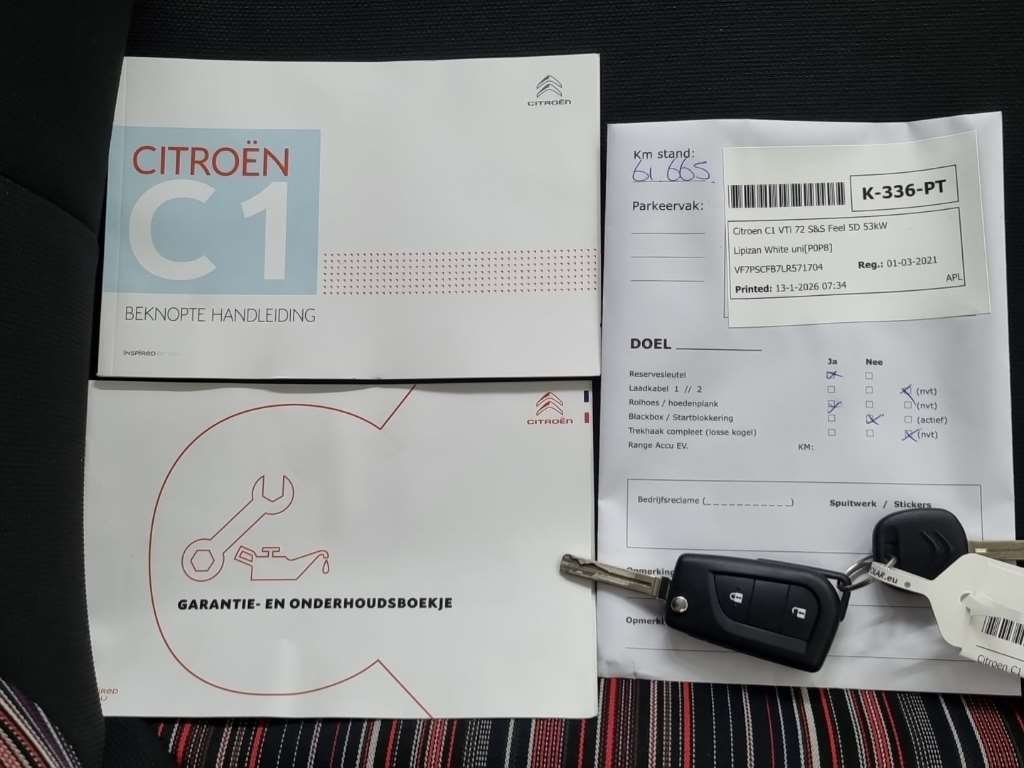 CITROËN
CITROËN
C1
BEKNOPTE HANDLEIDING
INSPIRED
CITROËN
GARANTIE- EN ONDERHOUDSBOEKJE
Km stand:
61.665
Parkeervak:
K-336-PT
Citroen C1 VTi 72 S&S Feel 5D 53kW
Lipizan White uni[P0PB]
VF7PSCFB7LR571704
Reg.: 01-03-2021
Printed: 13-1-2026 07:34
APL
DOEL
Ja Nee
Reservesleutel
Laadkabel 1 // 2 (nvt)
Rolhoes / hoedenplank (nvt)
Blackbox / Startblokkering (actief)
Trekhaak compleet (losse kogel) (nvt)
Range Accu EV. KM:
Bedrijfsreclame (_ _ _ _ _ _ _ _ _ _ _)
Spuitwerk / Stickers
.eu ®
Citroen C1